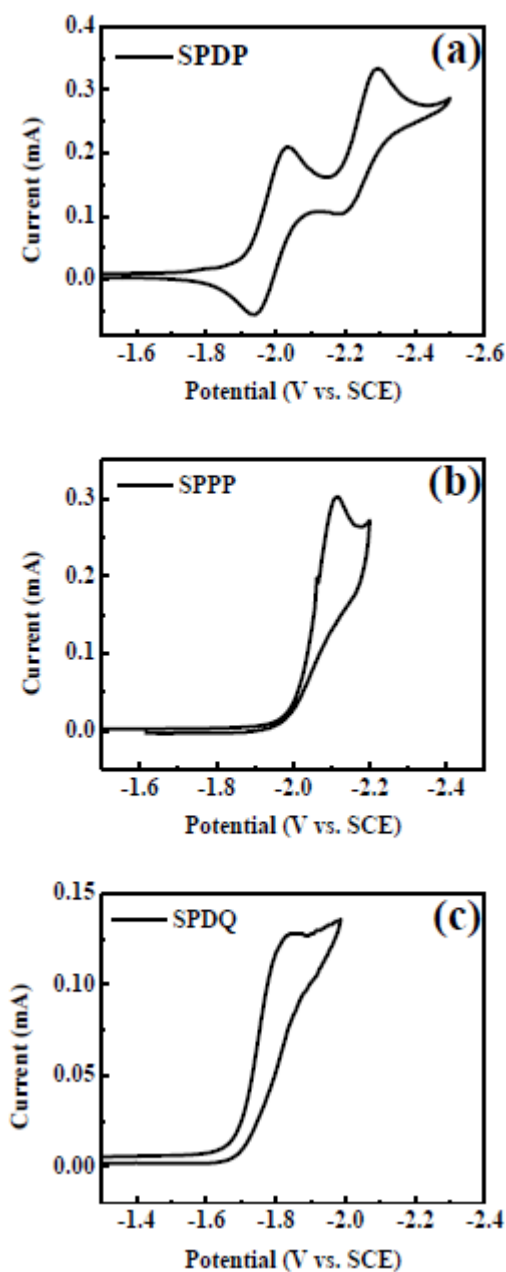 (a)
SPDP
0.4
0.3
0.2
0.1
0.0
Current (mA)
-1.6 -1.8 -2.0 -2.2 -2.4 -2.6
Potential (V vs. SCE)
(b)
SPPP
0.3
0.2
0.1
0.0
Current (mA)
-1.6 -1.8 -2.0 -2.2 -2.4
Potential (V vs. SCE)
(c)
SPDQ
0.15
0.10
0.05
0.00
Current (mA)
-1.4 -1.6 -1.8 -2.0 -2.2 -2.4
Potential (V vs. SCE)